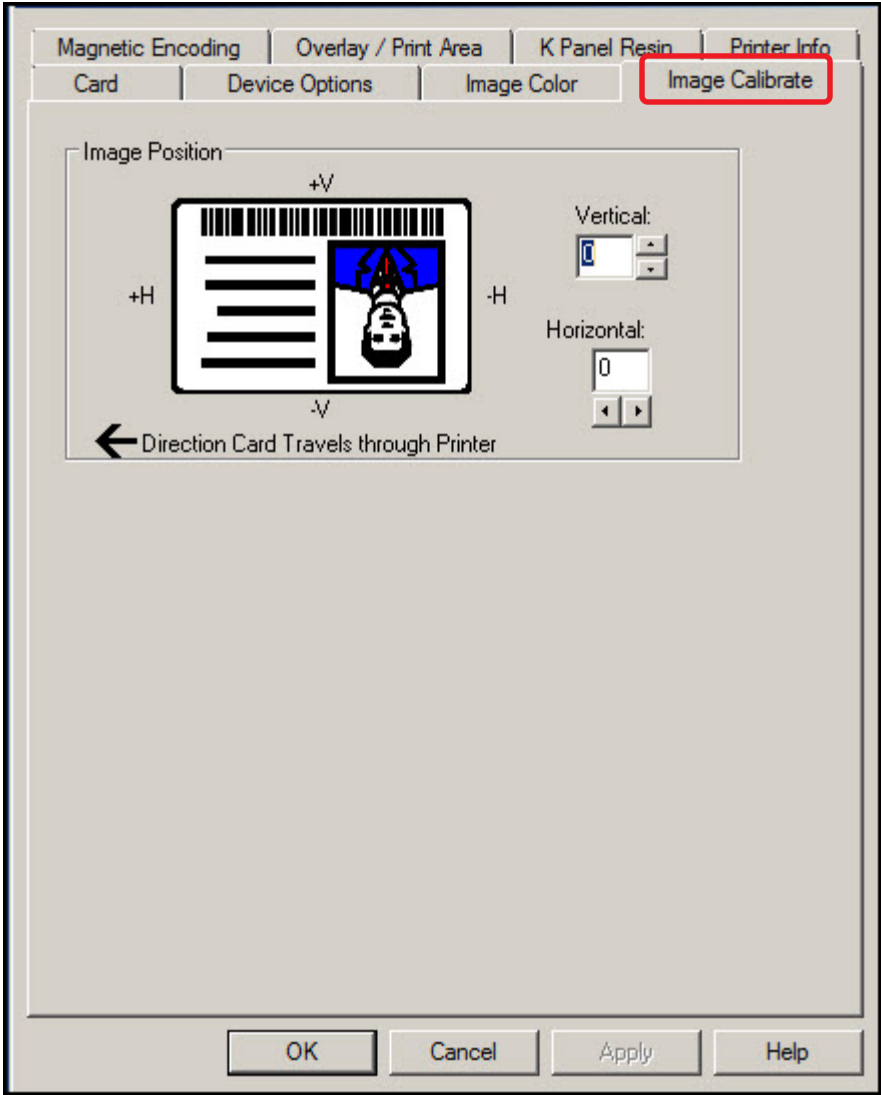 Magnetic Encoding Overlay / Print Area K Panel Resin Printer Info
Card Device Options Image Color Image Calibrate
Image Position
+V
Vertical:
0
+H
-H
Horizontal:
0
-V
Direction Card Travels through Printer
OK Cancel Apply Help